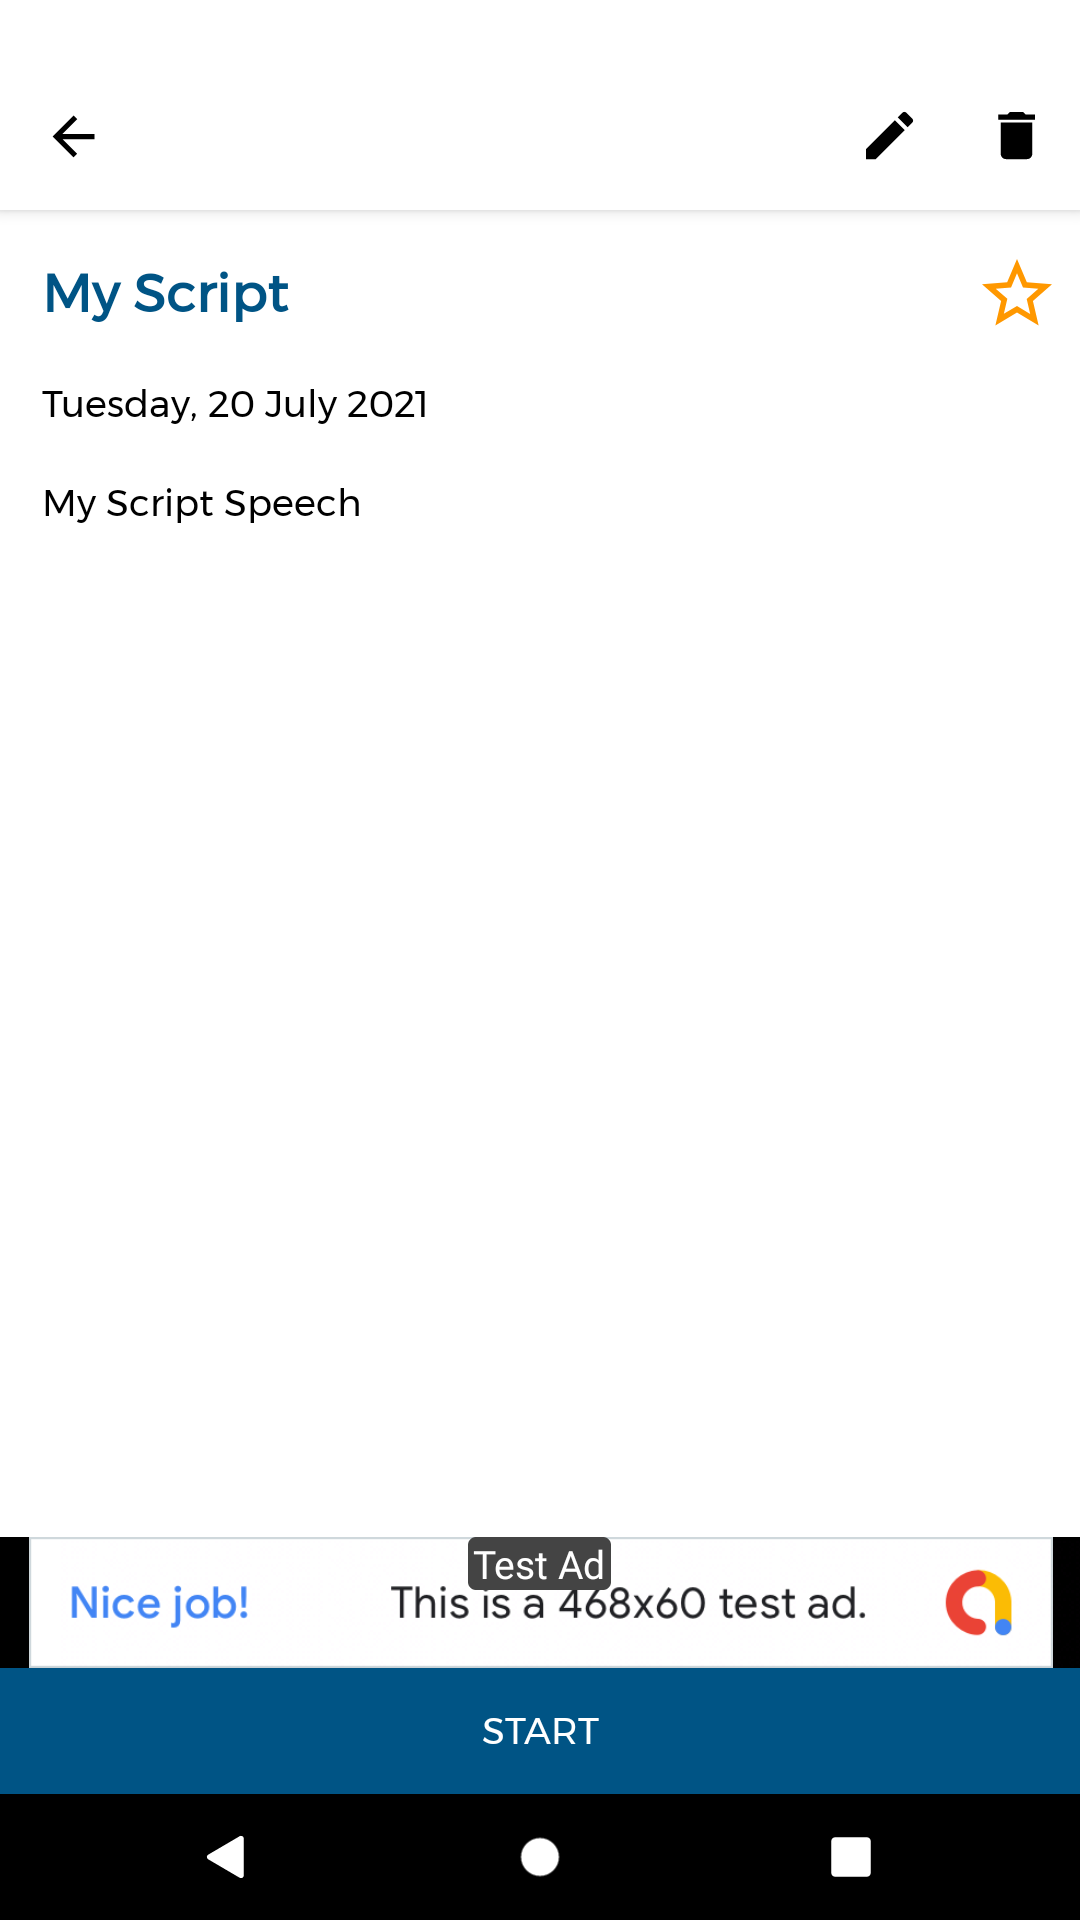 My Script
Tuesday, 20 July 2021
My Script Speech
Test Ad
Nice job! This is a 468x60 test ad.
START